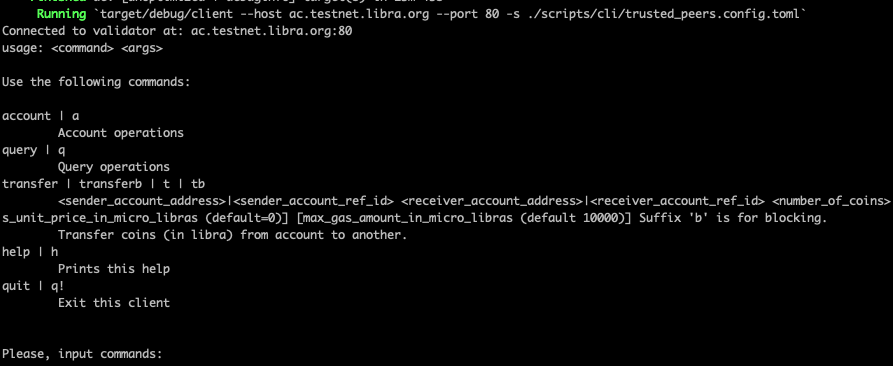 Running `target/debug/client --host ac.testnet.libra.org --port 80 -s ./scripts/cli/trusted_peers.config.toml`
Connected to validator at: ac.testnet.libra.org:80
usage: <command> <args>
Use the following commands:
account | a
Account operations
query | q
Query operations
transfer | transferb | t | tb
<sender_account_address>|<sender_account_ref_id> <receiver_account_address>|<receiver_account_ref_id> <number_of_coins>
s_unit_price_in_micro_libras (default=0)] [max_gas_amount_in_micro_libras (default 10000)] Suffix 'b' is for blocking.
Transfer coins (in libra) from account to another.
help | h
Prints this help
quit | q!
Exit this client
Please, input commands: